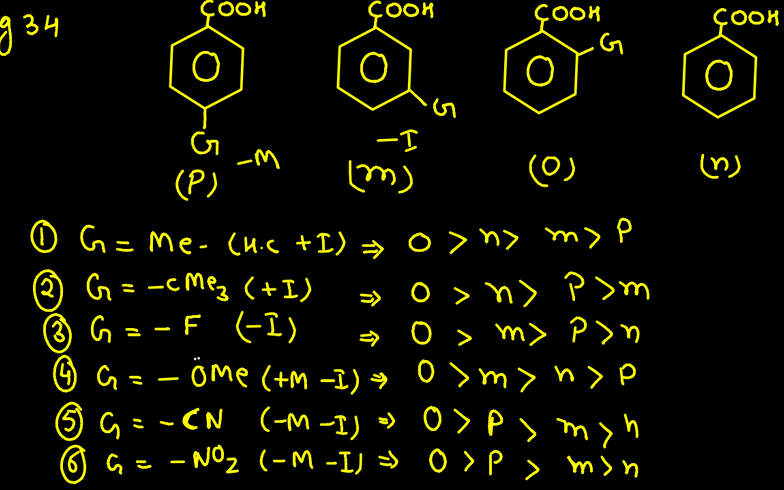 g 34
COOH COOH COOH COOH
G G G
-M -I
(P) (m) (o) (n)
① G = Me- (H.C +I) ⇒ O > n > m > P
② G = -CMe₃ (+I) ⇒ O > n > P > m
③ G = - F (-I) ⇒ O > m > P > n
④ G = - ÖMe (+M -I) ⇒ O > m > n > P
⑤ G = - CN (-M -I) ⇒ O > P > m > n
⑥ G = - NO₂ (-M -I) ⇒ O > P > m > n